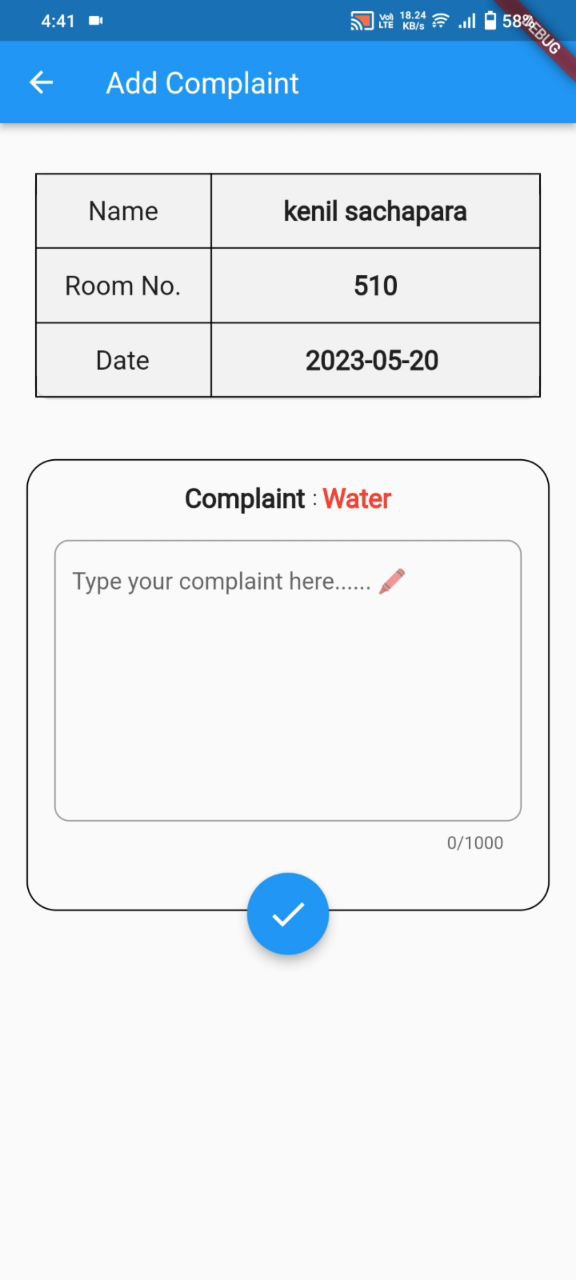 4:41 Vo) LTE 18.24 KB/s 58%
DEBUG
Add Complaint
Name kenil sachapara
Room No. 510
Date 2023-05-20
Complaint : Water
Type your complaint here......
0/1000